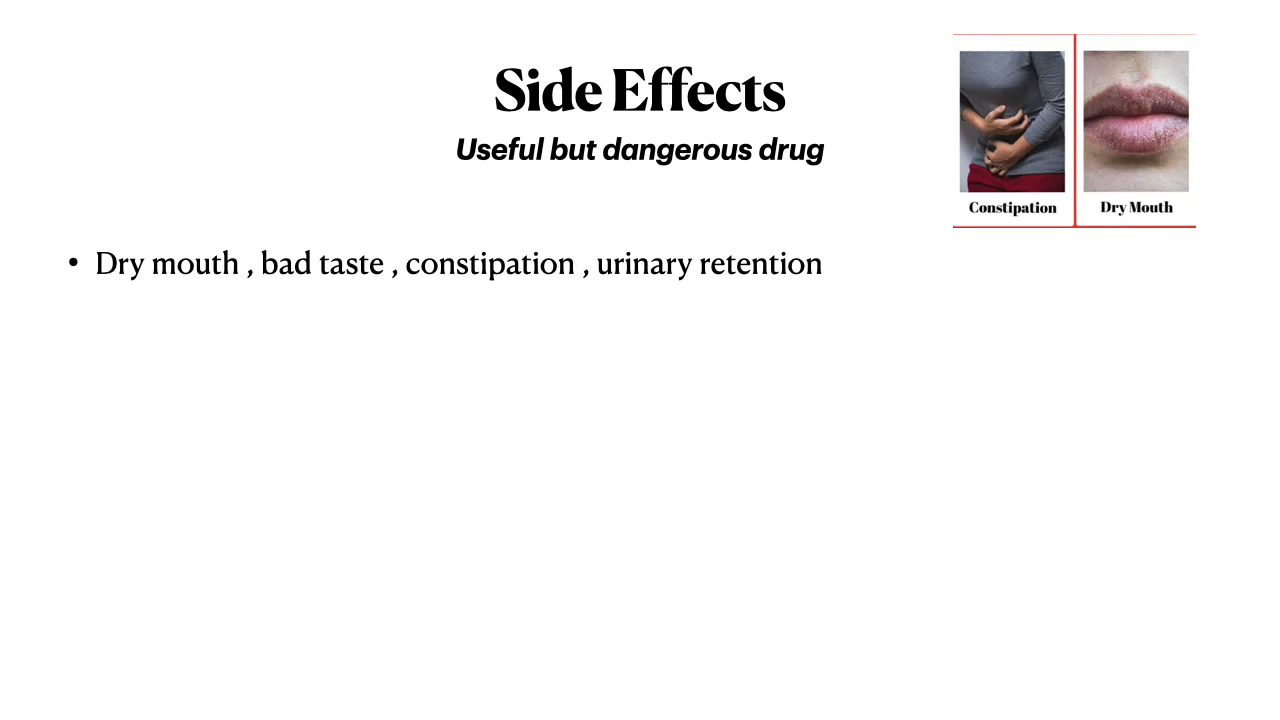 Side Effects
Useful but dangerous drug
Constipation
Dry Mouth
• Dry mouth , bad taste , constipation , urinary retention